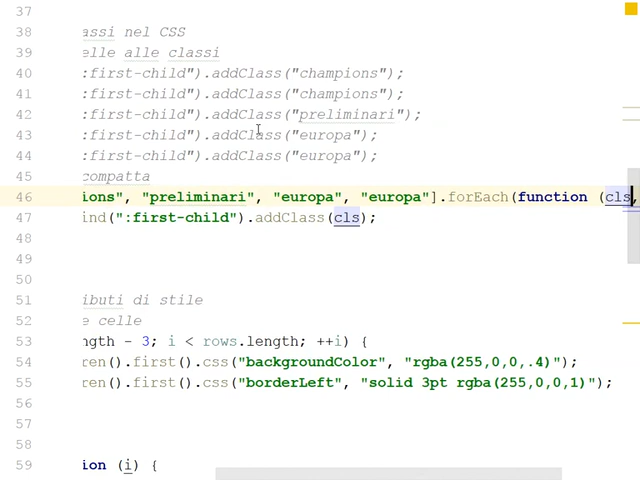 37
38 assi nel CSS
39 elle alle classi
40 :first-child").addClass("champions");
41 :first-child").addClass("champions");
42 :first-child").addClass("preliminari");
43 :first-child").addClass("europa");
44 :first-child").addClass("europa");
45 compatta
46 ions", "preliminari", "europa", "europa"].forEach(function (cls,
47 ind(":first-child").addClass(cls);
48
49
50
51 ibuti di stile
52 e celle
53 ngth - 3; i < rows.length; ++i) {
54 ren().first().css("backgroundColor", "rgba(255,0,0,.4)");
55 ren().first().css("borderLeft", "solid 3pt rgba(255,0,0,1)");
56
57
58
59 ion (i) {